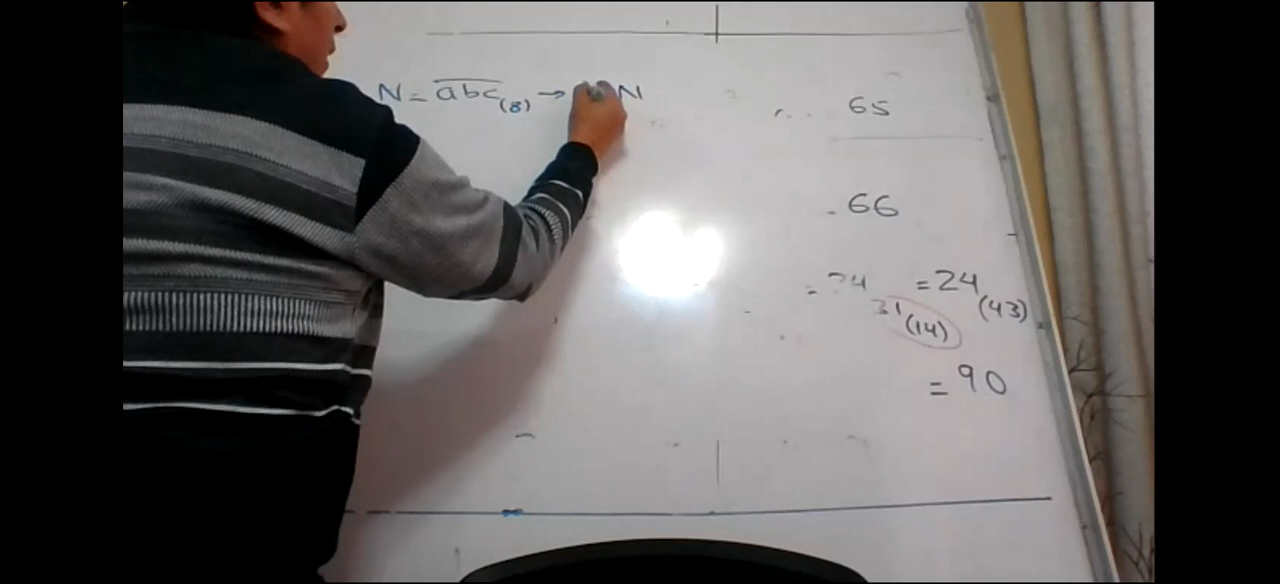 N = abc(8) → N
65
66
= 24 31(14) = 24(43)
= 90